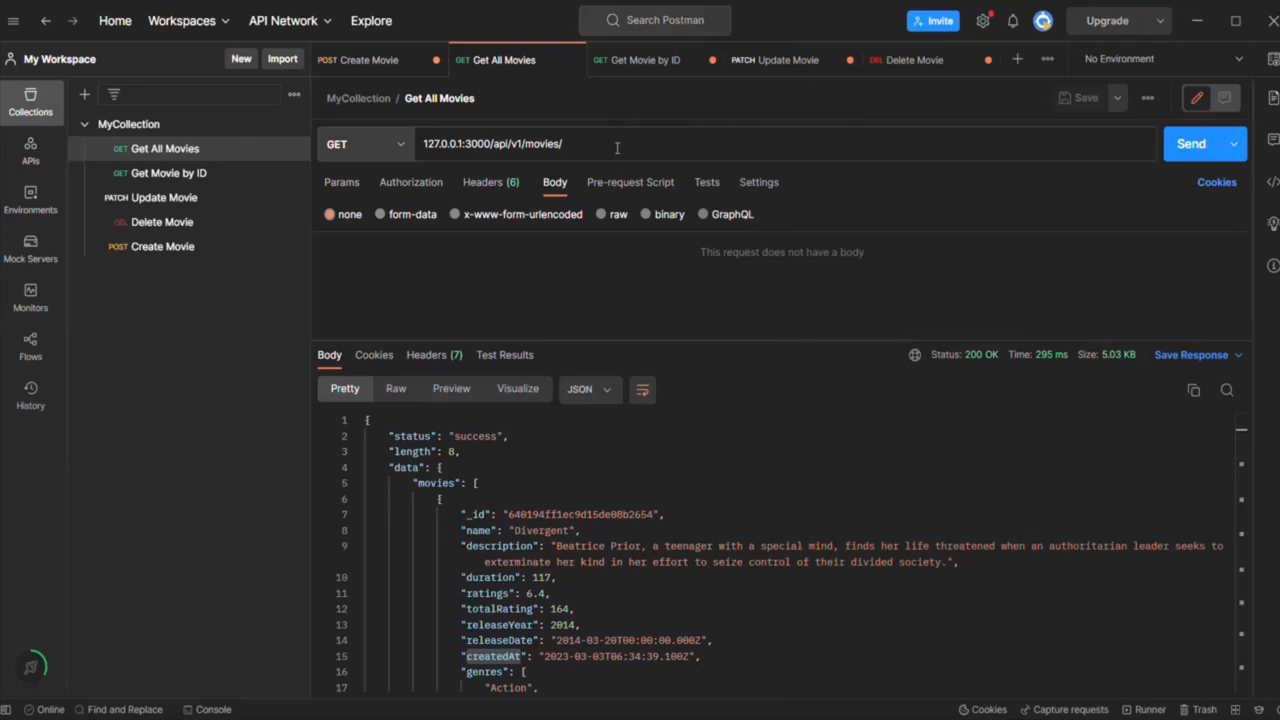 Home Workspaces API Network Explore Search Postman Invite Upgrade
My Workspace New Import POST Create Movie GET Get All Movies GET Get Movie by ID PATCH Update Movie DEL Delete Movie No Environment
Collections
APIs
Environments
Mock Servers
Monitors
Flows
History
MyCollection
GET Get All Movies
GET Get Movie by ID
PATCH Update Movie
DEL Delete Movie
POST Create Movie
MyCollection / Get All Movies Save
GET 127.0.0.1:3000/api/v1/movies/ Send
Params Authorization Headers (6) Body Pre-request Script Tests Settings Cookies
none form-data x-www-form-urlencoded raw binary GraphQL
This request does not have a body
Body Cookies Headers (7) Test Results Status: 200 OK Time: 295 ms Size: 5.03 KB Save Response
Pretty Raw Preview Visualize JSON
1 {
2 "status": "success",
3 "length": 8,
4 "data": {
5 "movies": [
6 {
7 "_id": "640194ff1ec9d15de08b2654",
8 "name": "Divergent",
9 "description": "Beatrice Prior, a teenager with a special mind, finds her life threatened when an authoritarian leader seeks to
exterminate her kind in her effort to seize control of their divided society.",
10 "duration": 117,
11 "ratings": 6.4,
12 "totalRating": 164,
13 "releaseYear": 2014,
14 "releaseDate": "2014-03-20T00:00:00.000Z",
15 "createdAt": "2023-03-03T06:34:39.100Z",
16 "genres": [
17 "Action",
Online Find and Replace Console Cookies Capture requests Runner Trash